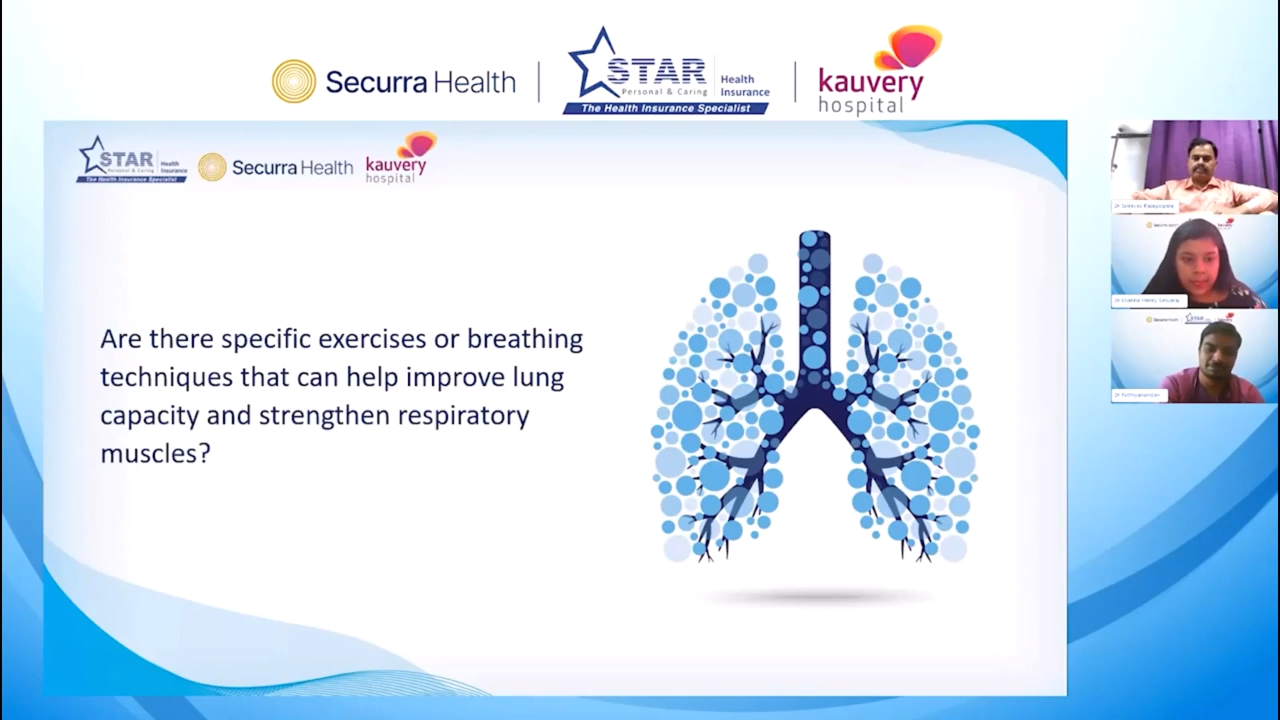 Securra Health
STAR
Health
Insurance
Personal & Caring
The Health Insurance Specialist
kauvery
hospital
STAR
Health
Insurance
Personal & Caring
The Health Insurance Specialist
Securra Health
kauvery
hospital
Are there specific exercises or breathing
techniques that can help improve lung
capacity and strengthen respiratory
muscles?